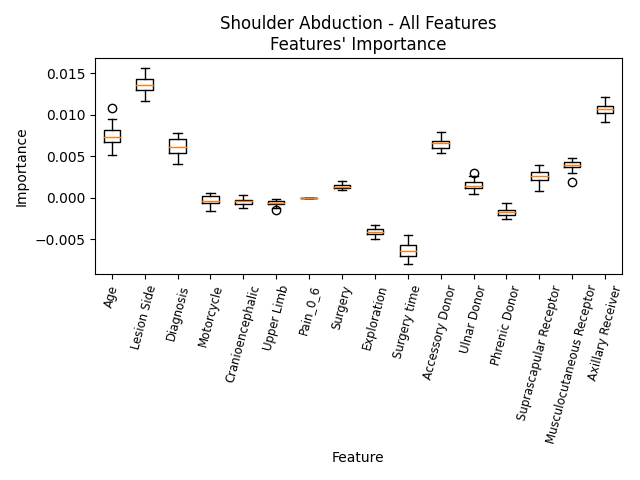 Shoulder Abduction - All Features
Features' Importance
Importance
0.015
0.010
0.005
0.000
−0.005
Age
Lesion Side
Diagnosis
Motorcycle
Cranioencephalic
Upper Limb
Pain_0_6
Surgery
Exploration
Surgery time
Accessory Donor
Ulnar Donor
Phrenic Donor
Suprascapular Receptor
Musculocutaneous Receptor
Axillary Receiver
Feature